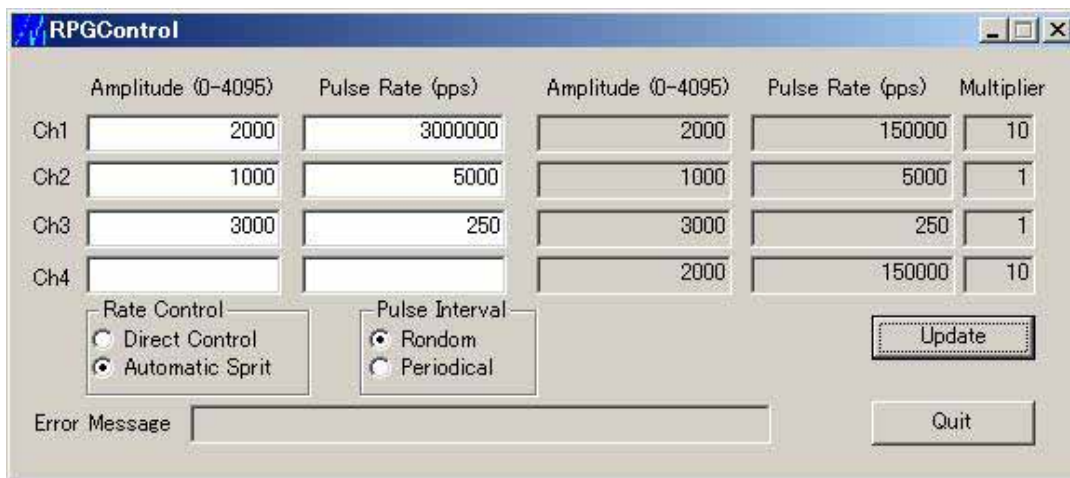 RPGControl
Amplitude (0-4095) Pulse Rate (pps) Amplitude (0-4095) Pulse Rate (pps) Multiplier
Ch1 2000 3000000 2000 150000 10
Ch2 1000 5000 1000 5000 1
Ch3 3000 250 3000 250 1
Ch4 2000 150000 10
Rate Control Pulse Interval
Direct Control Rondom Update
Automatic Sprit Periodical
Error Message Quit